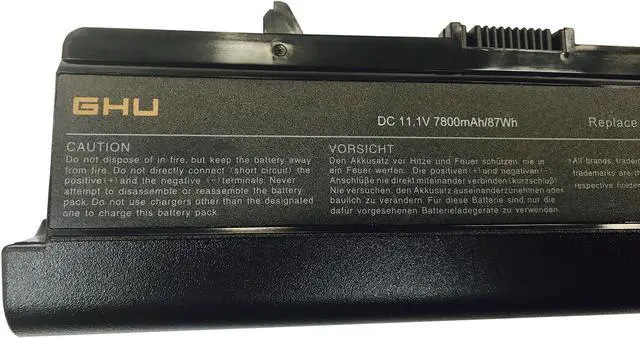 GHU
DC 11.1V 7800mAh/87Wh
Replace
CAUTION
Do not dispose of in fire, but keep the battery away
from fire. Do not directly connect (short circuit) the
positive(+) and the negative(-) terminals. Never
attempt to disassemble or reassemble the battery
pack. Do not use chargers other than the designated
one to charge this battery pack.
VORSICHT
Den Akkusatz vor Hitze und Feuer schützen nie in
ein Feuer werfen. Die positiven(+) und negativen(-)
Anschlüße nicht direkt miteinander verbinden(kurzschluß)
Nie versuchen, den Akkusatz auseinanderzunehmen oder
baulich zu verändern. Für diese Batterie sind nur die
dafür vorgesehenen Batterieladegeräte zu verwenden.
All brands, trademar
trademarks are the
respective holder